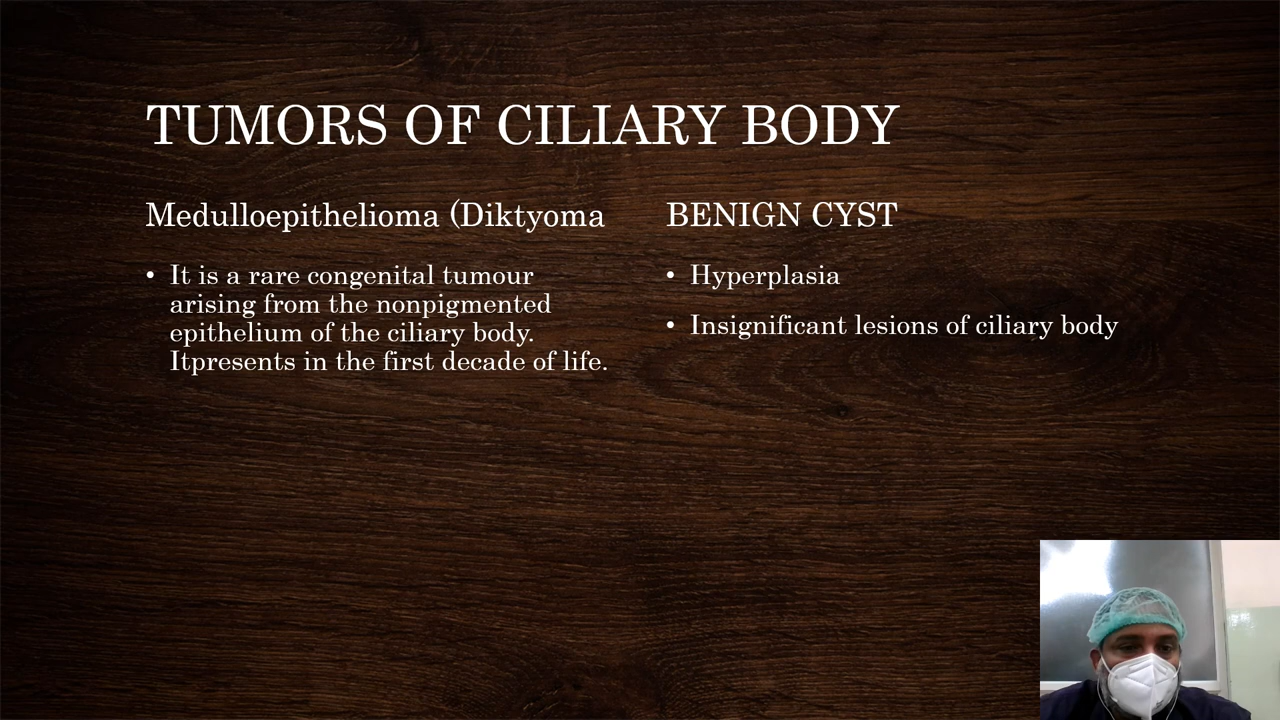 TUMORS OF CILIARY BODY
Medulloepithelioma (Diktyoma
• It is a rare congenital tumour
arising from the nonpigmented
epithelium of the ciliary body.
Itpresents in the first decade of life.
BENIGN CYST
• Hyperplasia
• Insignificant lesions of ciliary body